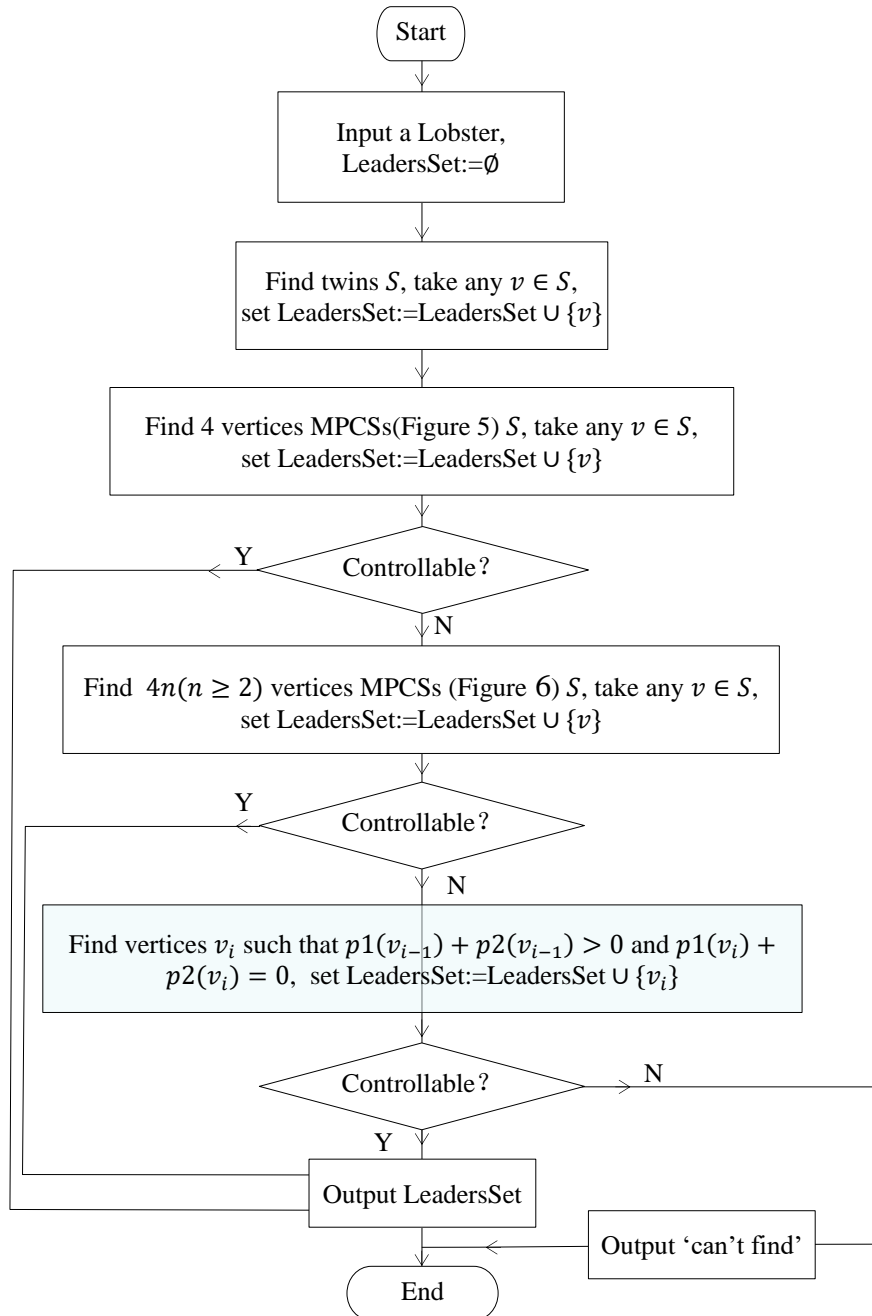 Start
Input a Lobster,
LeadersSet:=∅
Find twins S, take any v ∈ S,
set LeadersSet:=LeadersSet ∪ {v}
Find 4 vertices MPCSs(Figure 5) S, take any v ∈ S,
set LeadersSet:=LeadersSet ∪ {v}
Y
Controllable？
N
Find 4n(n ≥ 2) vertices MPCSs (Figure 6) S, take any v ∈ S,
set LeadersSet:=LeadersSet ∪ {v}
Y
Controllable？
N
Find vertices v_i such that p1(v_{i−1}) + p2(v_{i−1}) > 0 and p1(v_i) +
p2(v_i) = 0, set LeadersSet:=LeadersSet ∪ {v_i}
Controllable？
N
Y
Output LeadersSet
Output ‘can’t find’
End